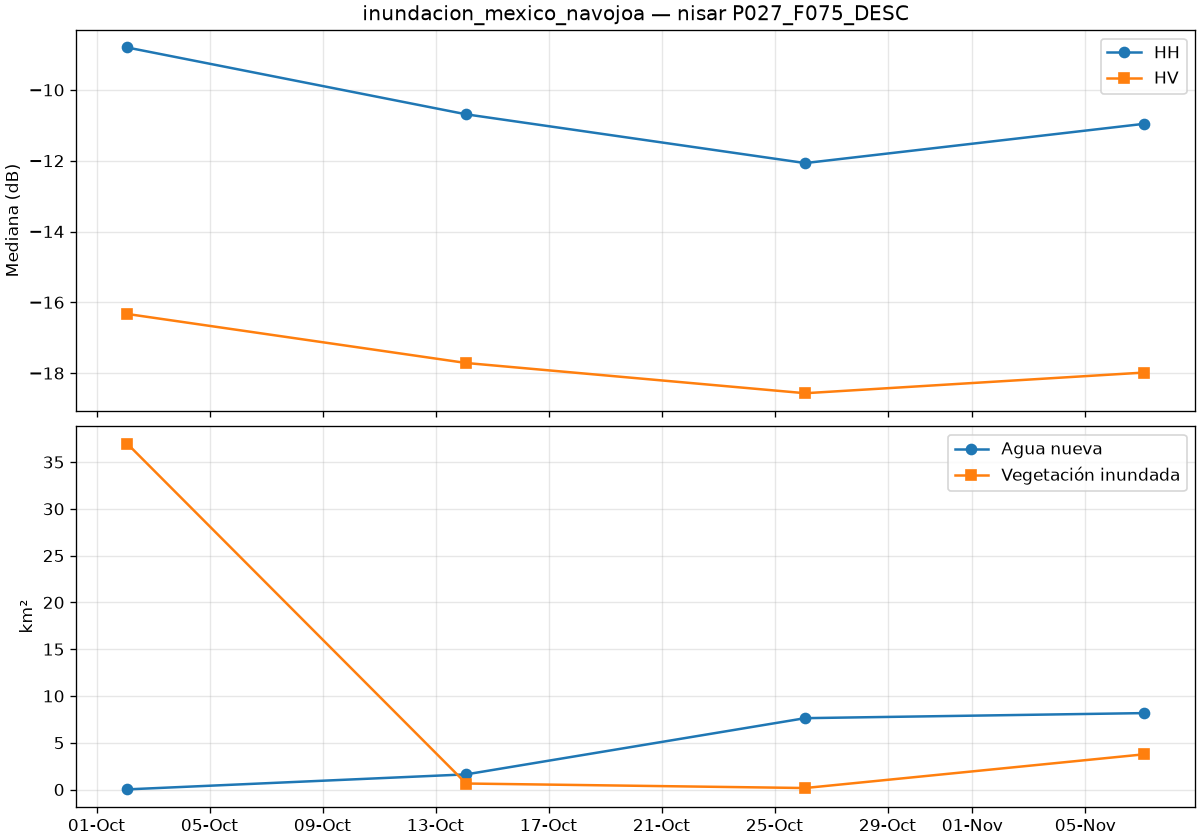 inundacion_mexico_navojoa — nisar P027_F075_DESC
HH
HV
−10
−12
−14
−16
−18
Mediana (dB)
Agua nueva
Vegetación inundada
35
30
25
20
15
10
5
0
km²
01-Oct 05-Oct 09-Oct 13-Oct 17-Oct 21-Oct 25-Oct 29-Oct 01-Nov 05-Nov